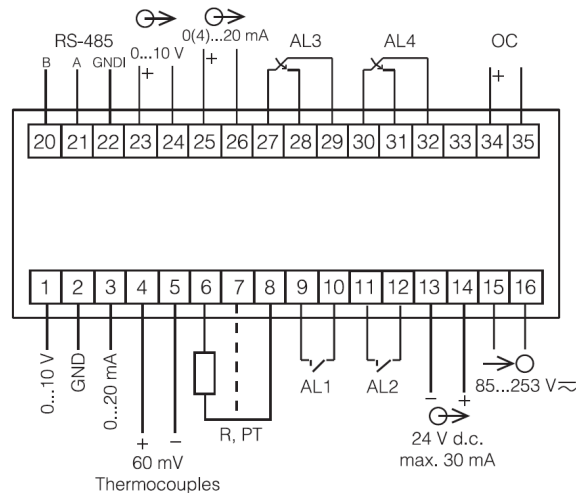 RS-485
0(4)...20 mA
AL3
AL4
OC
B
A
GNDI
0...10 V
+
+
+
20 21 22 23 24 25 26 27 28 29 30 31 32 33 34 35
1 2 3 4 5 6 7 8 9 10 11 12 13 14 15 16
0...10 V
GND
0...20 mA
+
–
60 mV
Thermocouples
R, PT
AL1
AL2
–
+
24 V d.c.
max. 30 mA
85...253 V